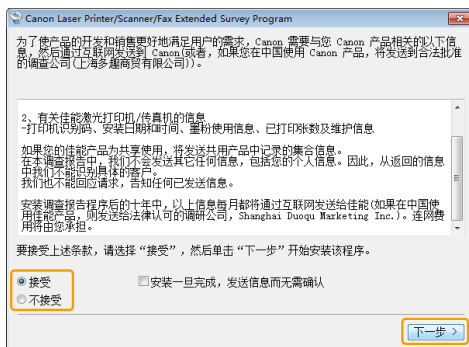 Canon Laser Printer/Scanner/Fax Extended Survey Program
为了使产品的开发和销售更好地满足用户的需求，Canon 需要与您 Canon 产品相关的以下信
息，然后通过互联网发送到 Canon(或者，如果您在中国使用 Canon 产品，将发送到合法批准
的调查公司(上海多趣商贸有限公司))。
2、有关佳能激光打印机/传真机的信息
-打印机识别码、安装日期和时间、墨粉使用信息、已打印张数及维护信息
如果您的佳能产品为共享使用，将发送共用产品中记录的集合信息。
在本调查报告中，我们不会发送其它任何信息，包括您的个人信息。因此，从返回的信息
中我们不能识别具体的客户。
我们也不能回应请求，告知任何已发送信息。
安装调查报告程序后的十年中，以上信息每月都将通过互联网发送给佳能(如果在中国使
用佳能产品，则发送给法律认可的调研公司，Shanghai Duoqu Marketing Inc.)。连网费
用将由您承担。
要接受上述条款，请选择“接受”，然后单击“下一步”开始安装该程序。
接受
安装一旦完成，发送信息而无需确认
不接受
下一步 >